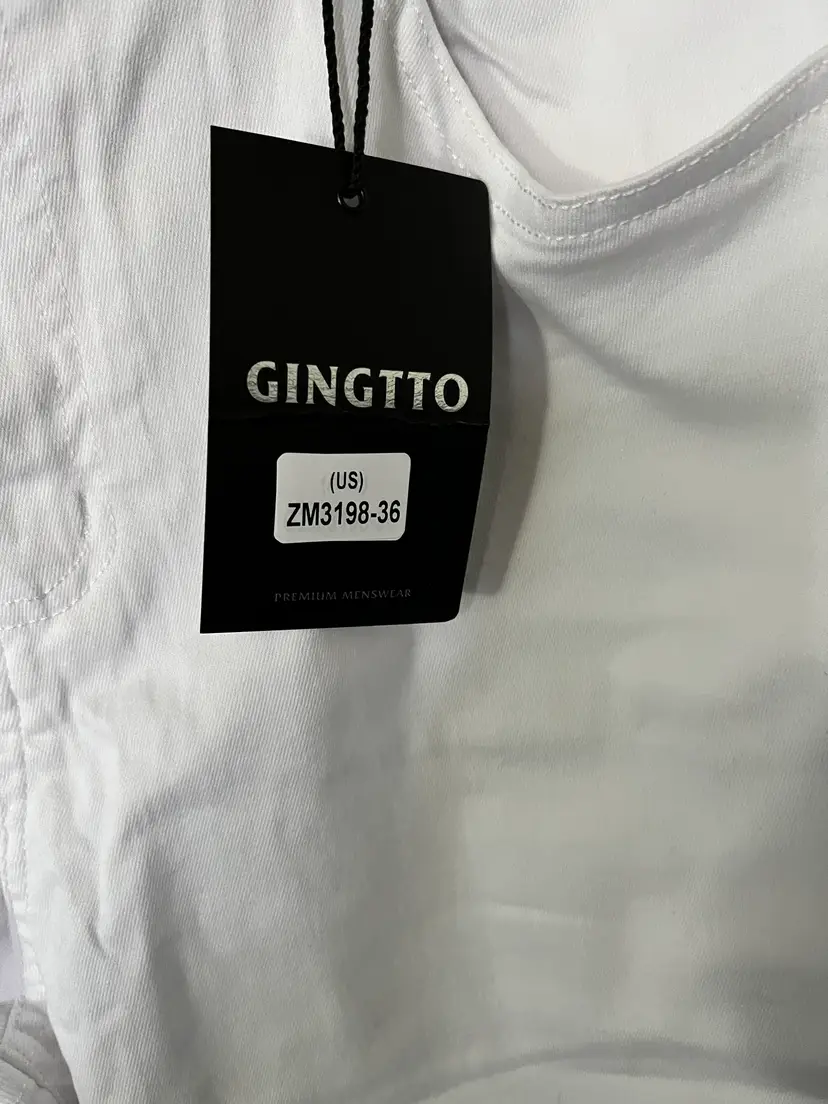 GINGTTO
(US)
ZM3198-36
PREMIUM MENSWEAR